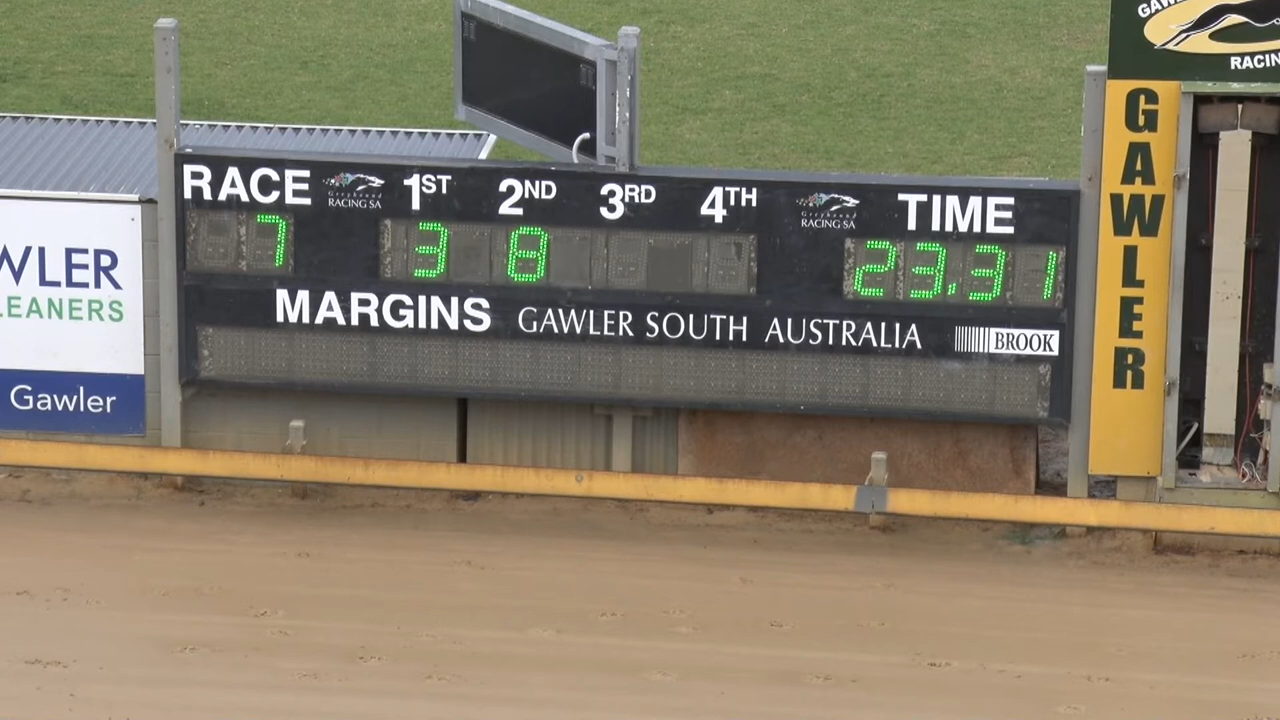 RACING
RACE
Greyhound
RACING SA
1ST
2ND
3RD
4TH
Greyhound
RACING SA
TIME
7
3
8
23.31
MARGINS
GAWLER SOUTH AUSTRALIA
BROOK
GAWLER
WLER
LEANERS
Gawler